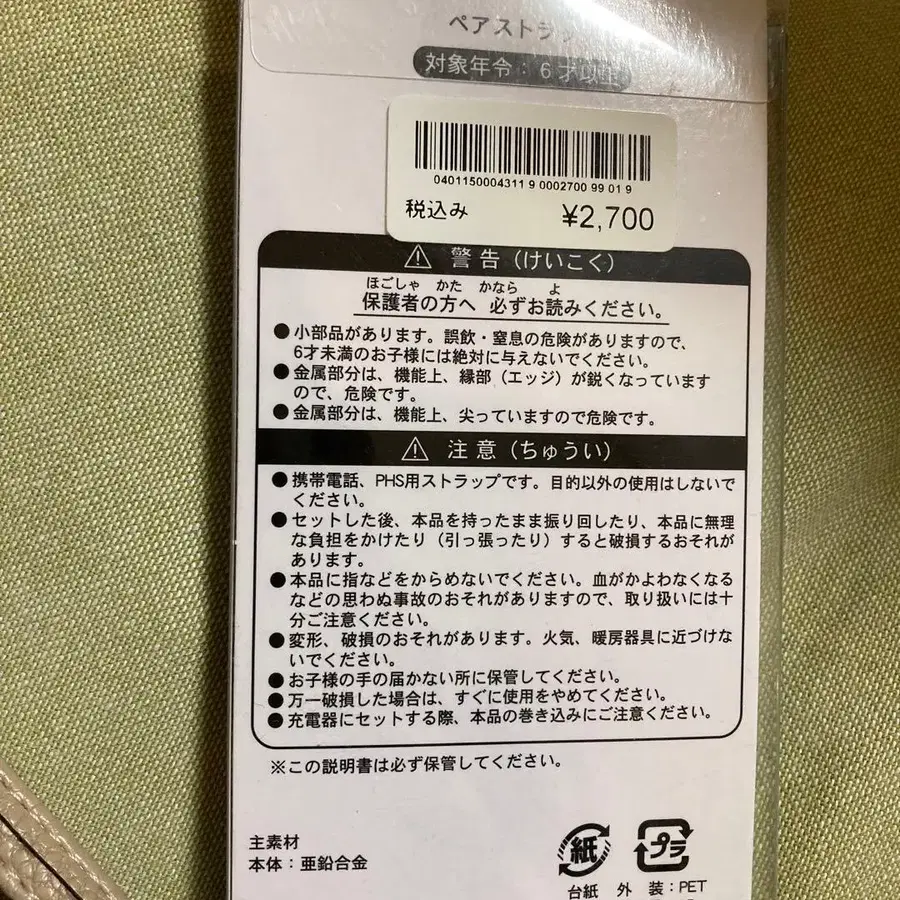 ペアストラップ
対象年令：6才以上
0401150004311 9 0002700 99 01 9
税込み ¥2,700
⚠ 警告（けいこく）
ほごしゃ かた かなら よ
保護者の方へ 必ずお読みください。
●小部品があります。誤飲・窒息の危険がありますので、
6才未満のお子様には絶対に与えないでください。
●金属部分は、機能上、縁部（エッジ）が鋭くなっています
ので、危険です。
●金属部分は、機能上、尖っていますので危険です。
⚠ 注意（ちゅうい）
●携帯電話、PHS用ストラップです。目的以外の使用はしないで
ください。
●セットした後、本品を持ったまま振り回したり、本品に無理
な負担をかけたり（引っ張ったり）すると破損するおそれが
あります。
●本品に指などをからめないでください。血がかよわなくなる
などの思わぬ事故のおそれがありますので、取り扱いには十
分ご注意ください。
●変形、破損のおそれがあります。火気、暖房器具に近づけな
いでください。
●お子様の手の届かない所に保管してください。
●万一破損した場合は、すぐに使用をやめてください。
●充電器にセットする際、本品の巻き込みにご注意ください。
※この説明書は必ず保管してください。
主素材
本体：亜鉛合金
紙 プラ
台紙 外 装：PET